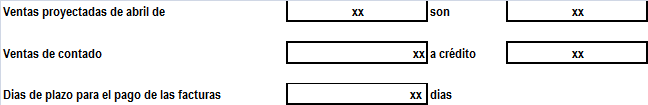 Ventas proyectadas de abril de xx son xx
Ventas de contado xx a crédito xx
Dias de plazo para el pago de las facturas xx dias